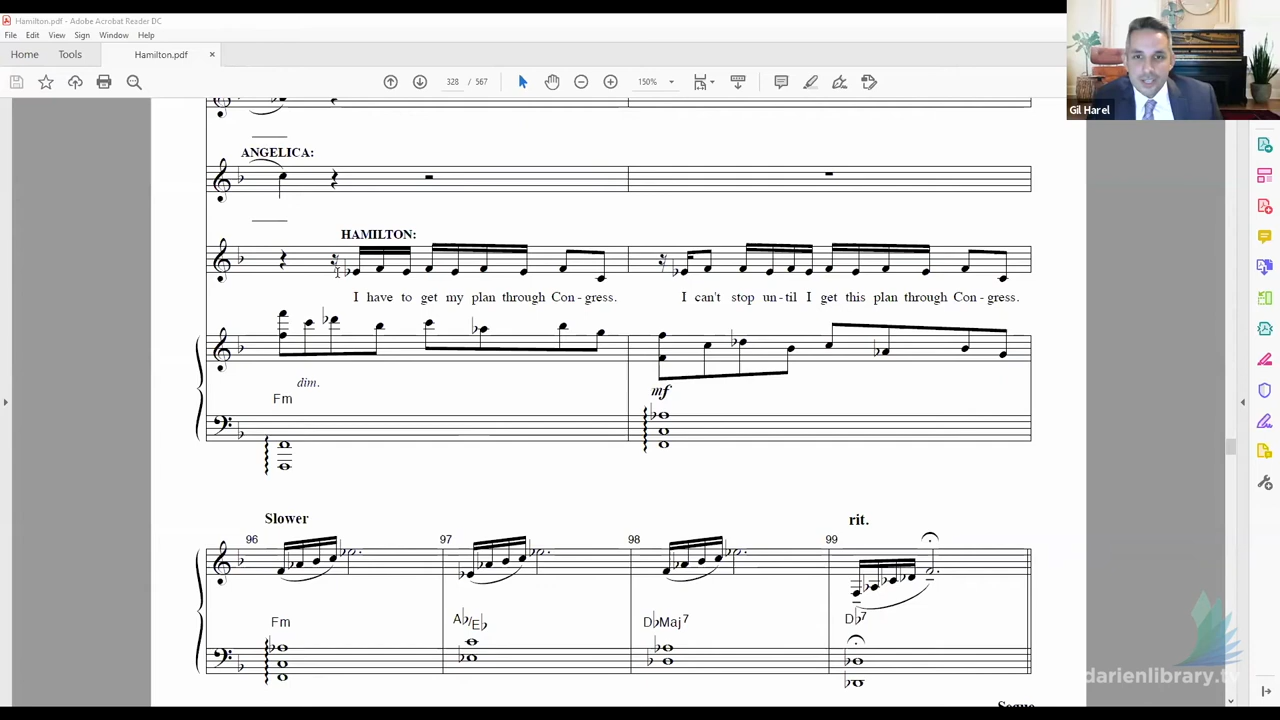 Hamilton.pdf - Adobe Acrobat Reader DC
File Edit View Sign Window Help
Home Tools Hamilton.pdf ×
328 / 567 150%
Gil Harel
ANGELICA:
HAMILTON:
I have to get my plan through Con - gress. I can't stop un - til I get this plan through Con - gress.
dim.
mf
Fm
Slower rit.
96 97 98 99
Fm A♭/E♭ D♭Maj7 D♭7
darienlibrary.tv